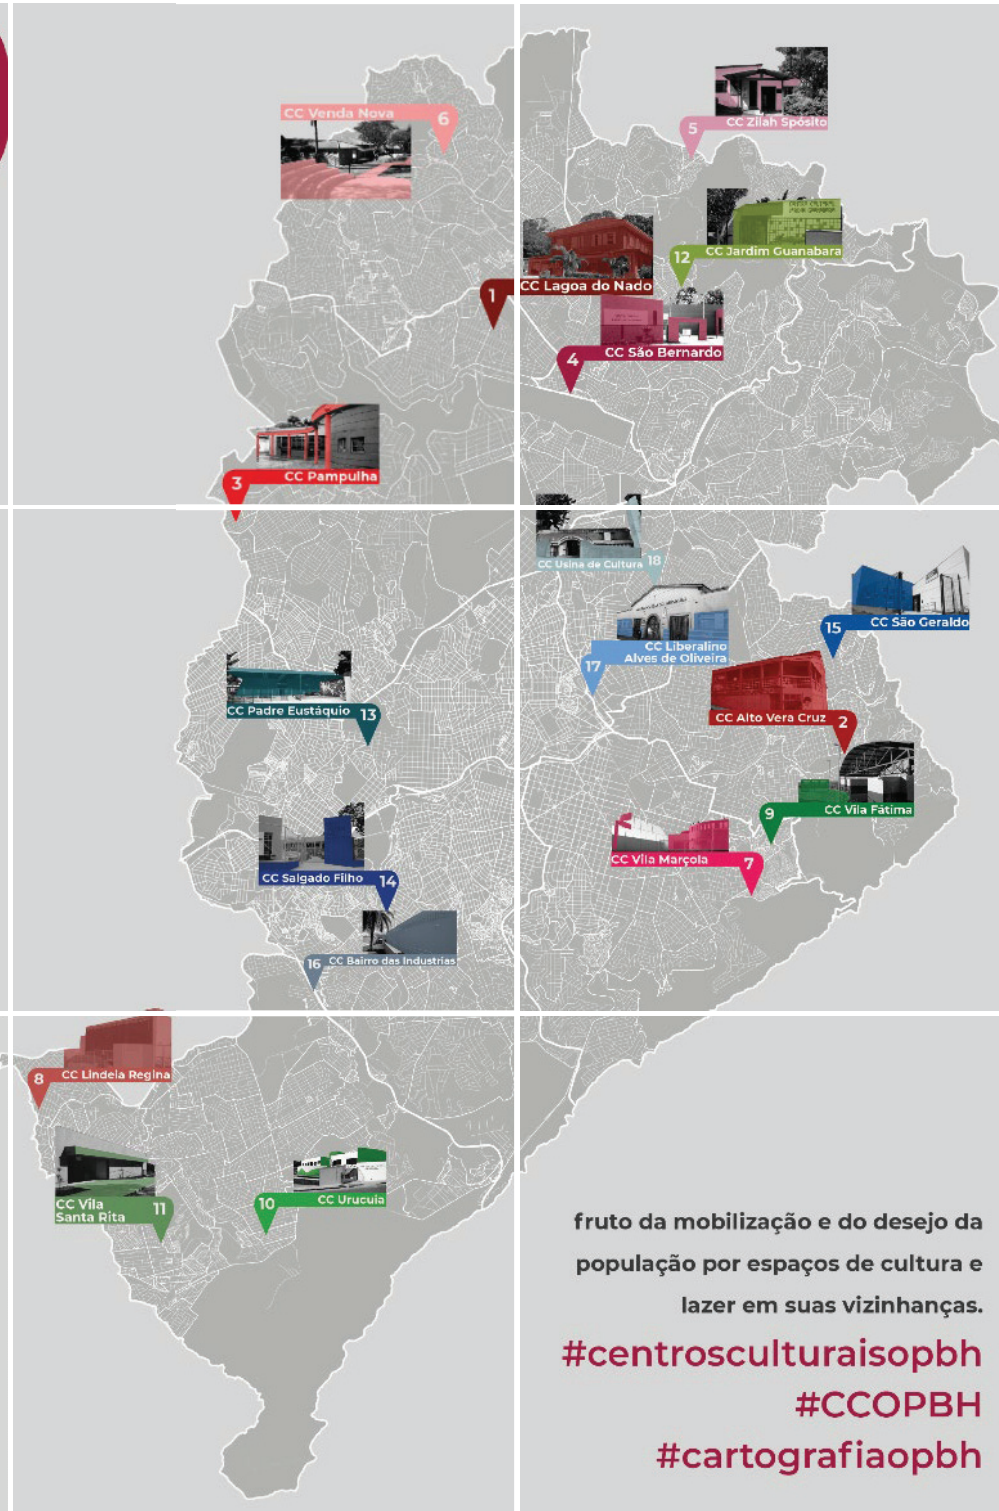 CC Venda Nova
6
CC Zilah Spósito
5
CC Jardim Guanabara
12
CC Lagoa do Nado
1
CC São Bernardo
4
CC Pampulha
3
CC Usina de Cultura
18
CC São Geraldo
15
CC Liberalino
Alves de Oliveira
17
CC Padre Eustáquio
13
CC Alto Vera Cruz
2
CC Vila Fátima
9
CC Vila Marçola
7
CC Salgado Filho
14
CC Bairro das Industrias
16
CC Lindeia Regina
8
CC Vila
Santa Rita
11
CC Urucuia
10
fruto da mobilização e do desejo da
população por espaços de cultura e
lazer em suas vizinhanças.
#centrosculturaisopbh
#CCOPBH
#cartografiaopbh